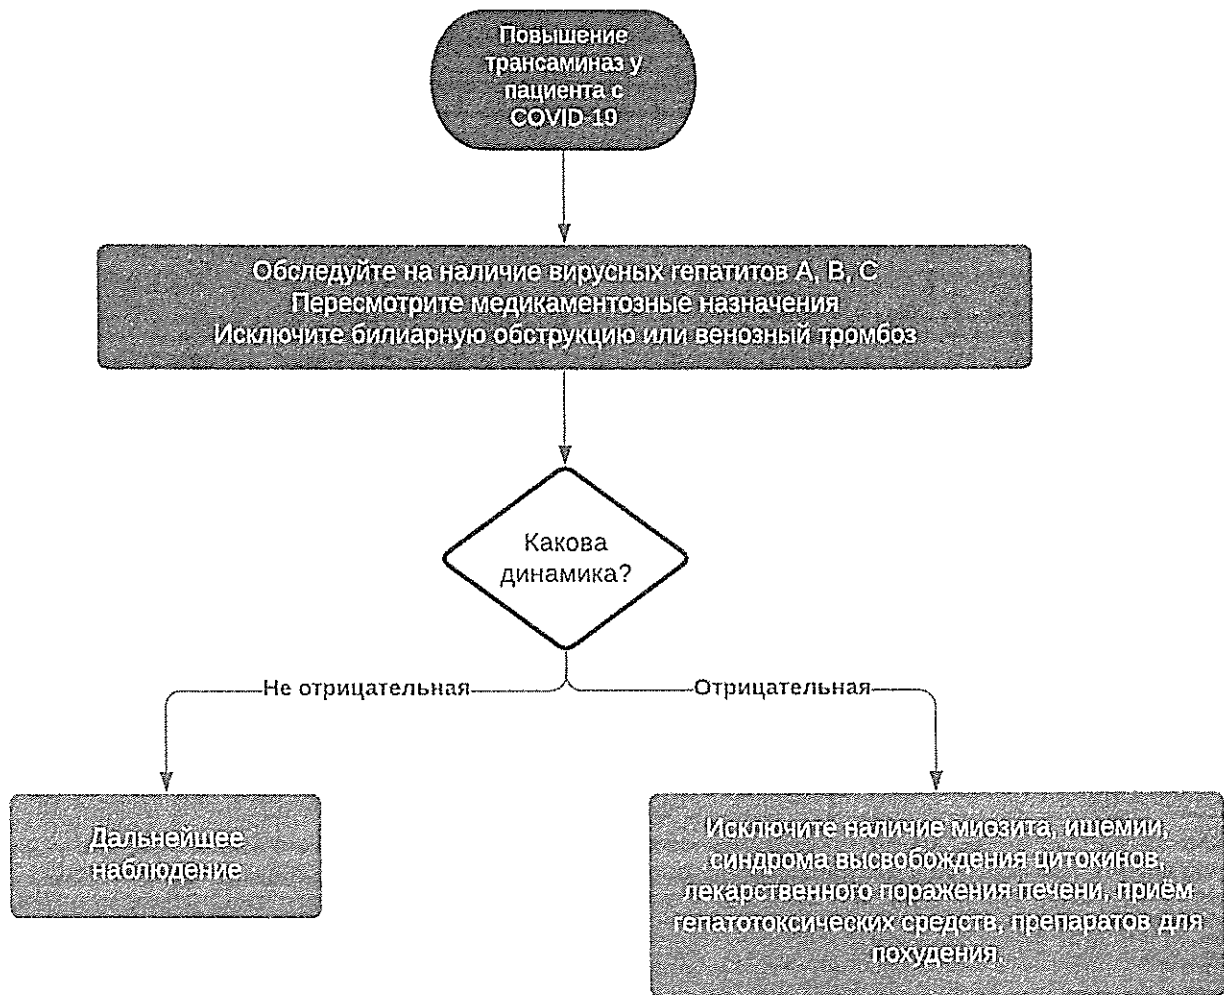 Повышение
трансаминаз у
пациента с
COVID-19
Обследуйте на наличие вирусных гепатитов А, В, С
Пересмотрите медикаментозные назначения
Исключите билиарную обструкцию или венозный тромбоз
Какова
динамика?
Не отрицательная
Отрицательная
Дальнейшее
наблюдение
Исключите наличие миозита, ишемии,
синдрома высвобождения цитокинов,
лекарственного поражения печени, приём
гепатотоксических средств, препаратов для
похудения.